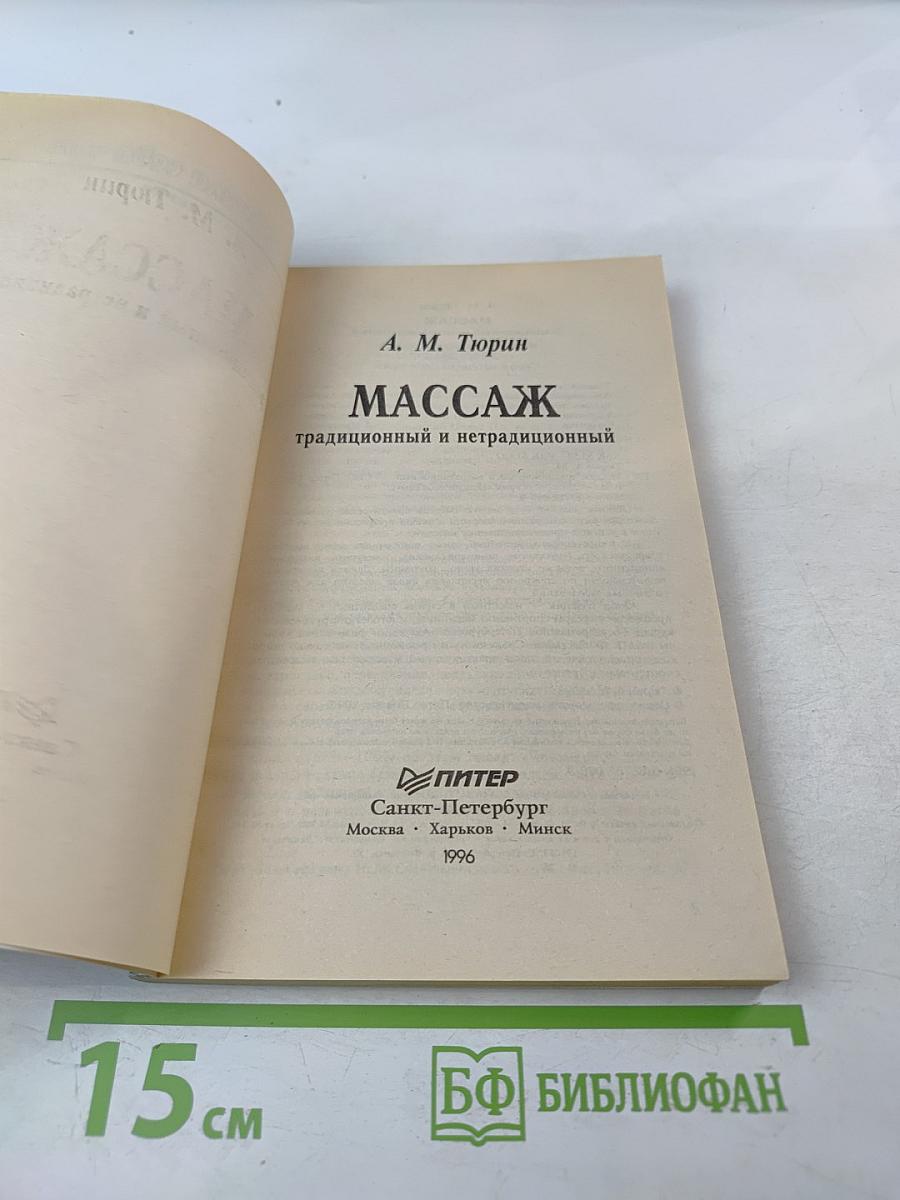 А. М. Тюрин
МАССАЖ
традиционный и нетрадиционный
ПИТЕР
Санкт-Петербург
Москва · Харьков · Минск
1996
15 см
БФ БИБЛИОФАН